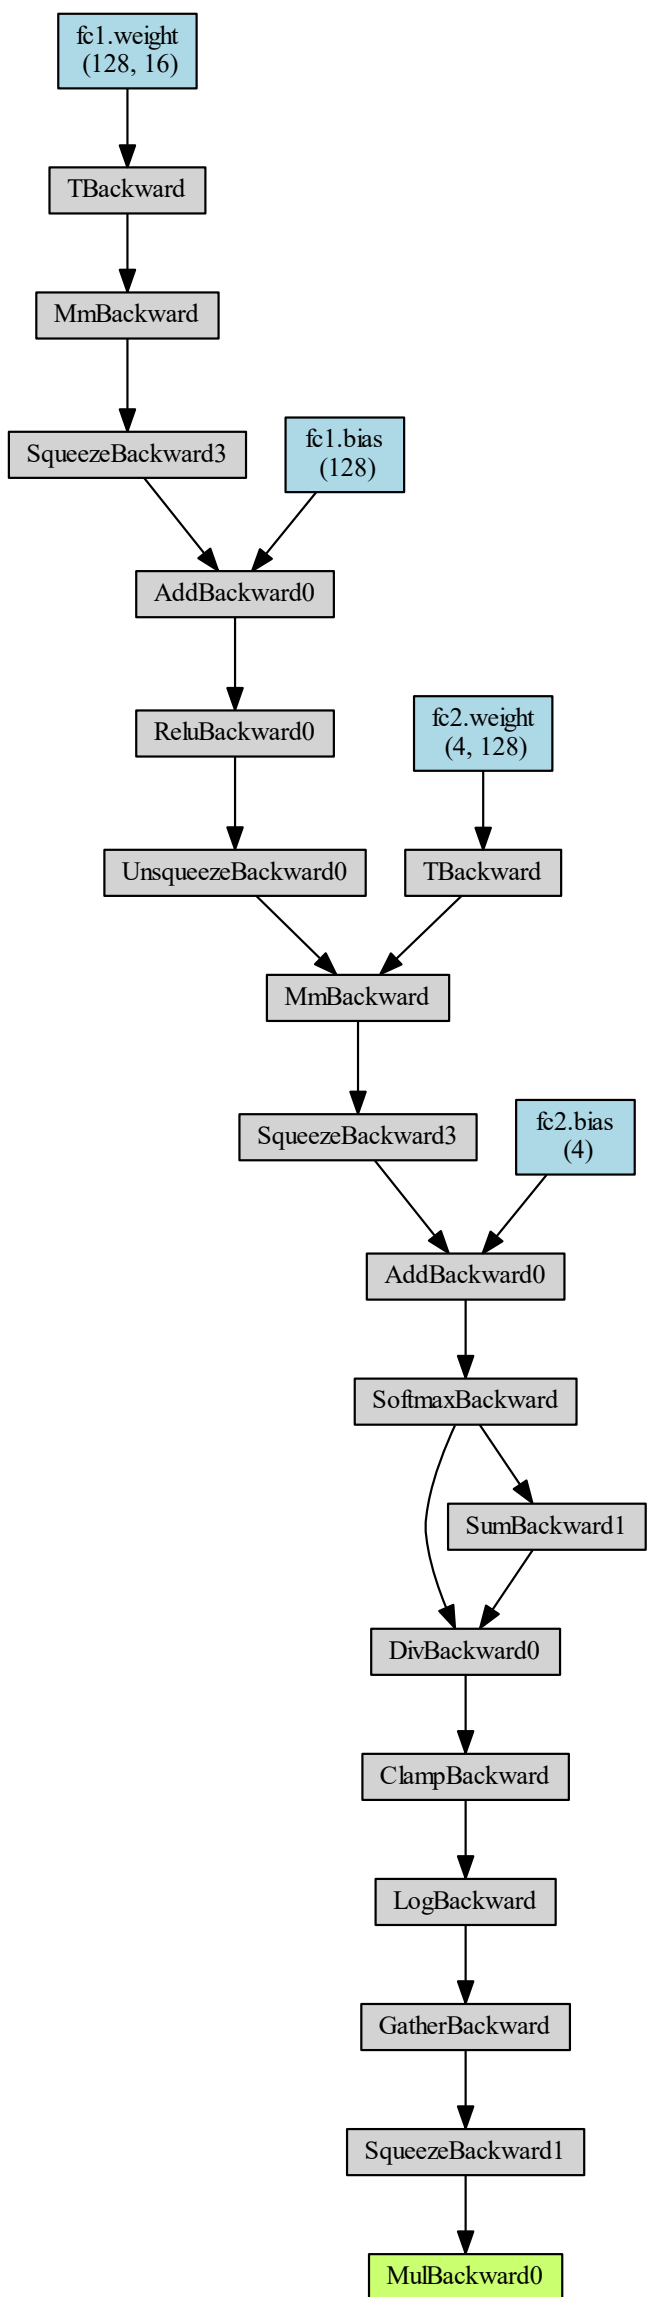 fc1.weight
(128, 16)
TBackward
MmBackward
SqueezeBackward3
fc1.bias
(128)
AddBackward0
ReluBackward0
fc2.weight
(4, 128)
UnsqueezeBackward0
TBackward
MmBackward
SqueezeBackward3
fc2.bias
(4)
AddBackward0
SoftmaxBackward
SumBackward1
DivBackward0
ClampBackward
LogBackward
GatherBackward
SqueezeBackward1
MulBackward0